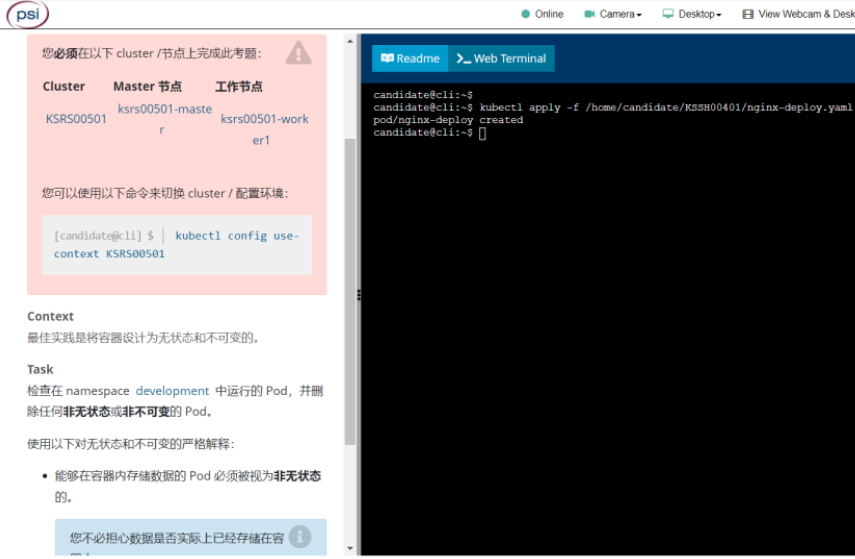 psi
Online Camera Desktop View Webcam & Desk
您必须在以下 cluster /节点上完成此考题:
Cluster Master 节点 工作节点
KSRS00501 ksrs00501-maste ksrs00501-work
r er1
您可以使用以下命令来切换 cluster / 配置环境:
[candidate@cli] $ | kubectl config use-
context KSRS00501
Context
最佳实践是将容器设计为无状态和不可变的。
Task
检查在 namespace development 中运行的 Pod，并删
除任何非无状态或非不可变的 Pod。
使用以下对无状态和不可变的严格解释:
• 能够在容器内存储数据的 Pod 必须被视为非无状态
的。
您不必担心数据是否实际上已经存储在容
Readme >_ Web Terminal
candidate@cli:~$
candidate@cli:~$ kubectl apply -f /home/candidate/KSSH00401/nginx-deploy.yaml
pod/nginx-deploy created
candidate@cli:~$